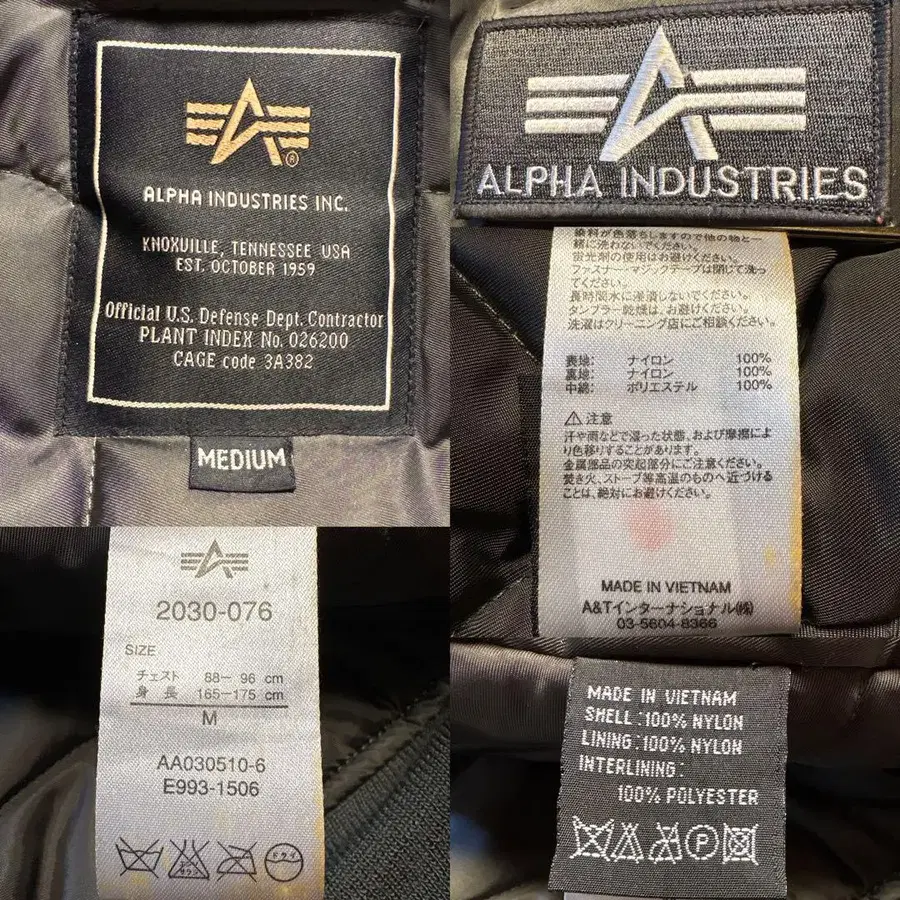 ALPHA INDUSTRIES INC.
KNOXVILLE, TENNESSEE USA
EST. OCTOBER 1959
Official U.S. Defense Dept. Contractor
PLANT INDEX No. 026200
CAGE code 3A382
MEDIUM
ALPHA INDUSTRIES
染料が色落ちしますので他の物と一
緒に洗わないでください。
蛍光剤の使用はお避けください。
ファスナー・マジックテープは閉じて洗っ
てください。
長時間水に浸漬しないでください。
タンブラー乾燥は、お避けください。
洗濯はクリーニング店にご相談ください。
表地: ナイロン 100%
裏地: ナイロン 100%
中綿: ポリエステル 100%
⚠注意
汗や雨などで湿った状態、および摩擦によ
り色移りすることがあります。
金属部品の突起部分にご注意ください。
焚き火、ストーブ等高温のものへ近づける
ことは、絶対にお避けください。
MADE IN VIETNAM
A&Tインターナショナル㈱
03-5604-8366
2030-076
SIZE
チェスト 88- 96 cm
身長 165-175 cm
M
AA030510-6
E993-1506
エンソ
サラシ
ドライ
MADE IN VIETNAM
SHELL:100% NYLON
LINING:100% NYLON
INTERLINING:
100% POLYESTER
P